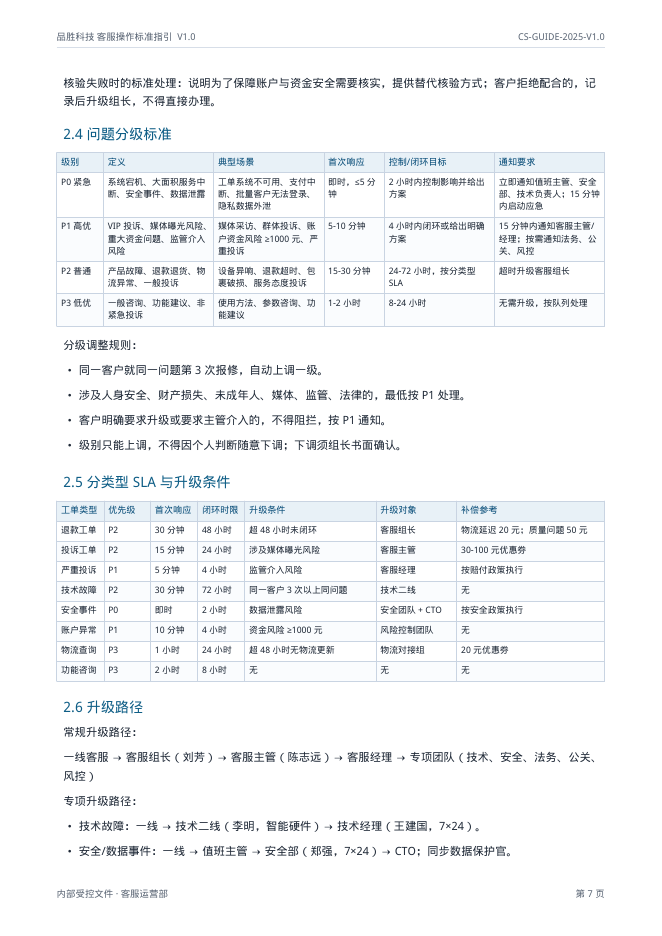 品胜科技 客服操作标准指引 V1.0
CS-GUIDE-2025-V1.0
核验失败时的标准处理：说明为了保障账户与资金安全需要核实，提供替代核验方式；客户拒绝配合的，记
录后升级组长，不得直接办理。
2.4 问题分级标准
级别 定义 典型场景 首次响应 控制/闭环目标 通知要求
P0 紧急 系统宕机、大面积服务中断、安全事件、数据泄露 工单系统不可用、支付中断、批量客户无法登录、隐私数据外泄 即时，≤5 分钟 2 小时内控制影响并给出方案 立即通知值班主管、安全部、技术负责人；15 分钟内启动应急
P1 高优 VIP 投诉、媒体曝光风险、重大资金问题、监管介入风险 媒体采访、群体投诉、账户资金风险 ≥1000 元、严重投诉 5-10 分钟 4 小时内闭环或给出明确方案 15 分钟内通知客服主管/经理；按需通知法务、公关、风控
P2 普通 产品故障、退款退货、物流异常、一般投诉 设备异响、退款超时、包裹破损、服务态度投诉 15-30 分钟 24-72 小时，按分类型 SLA 超时升级客服组长
P3 低优 一般咨询、功能建议、非紧急投诉 使用方法、参数咨询、功能建议 1-2 小时 8-24 小时 无需升级，按队列处理
分级调整规则：
• 同一客户就同一问题第 3 次报修，自动上调一级。
• 涉及人身安全、财产损失、未成年人、媒体、监管、法律的，最低按 P1 处理。
• 客户明确要求升级或要求主管介入的，不得阻拦，按 P1 通知。
• 级别只能上调，不得因个人判断随意下调；下调须组长书面确认。
2.5 分类型 SLA 与升级条件
工单类型 优先级 首次响应 闭环时限 升级条件 升级对象 补偿参考
退款工单 P2 30 分钟 48 小时 超 48 小时未闭环 客服组长 物流延迟 20 元；质量问题 50 元
投诉工单 P2 15 分钟 24 小时 涉及媒体曝光风险 客服主管 30-100 元优惠券
严重投诉 P1 5 分钟 4 小时 监管介入风险 客服经理 按赔付政策执行
技术故障 P2 30 分钟 72 小时 同一客户 3 次以上同问题 技术二线 无
安全事件 P0 即时 2 小时 数据泄露风险 安全团队 + CTO 按安全政策执行
账户异常 P1 10 分钟 4 小时 资金风险 ≥1000 元 风险控制团队 无
物流查询 P3 1 小时 24 小时 超 48 小时无物流更新 物流对接组 20 元优惠券
功能咨询 P3 2 小时 8 小时 无 无 无
2.6 升级路径
常规升级路径：
一线客服 → 客服组长（刘芳）→ 客服主管（陈志远）→ 客服经理 → 专项团队（技术、安全、法务、公关、
风控）
专项升级路径：
• 技术故障：一线 → 技术二线（李明，智能硬件）→ 技术经理（王建国，7×24）。
• 安全/数据事件：一线 → 值班主管 → 安全部（郑强，7×24）→ CTO；同步数据保护官。
内部受控文件 · 客服运营部
第 7 页